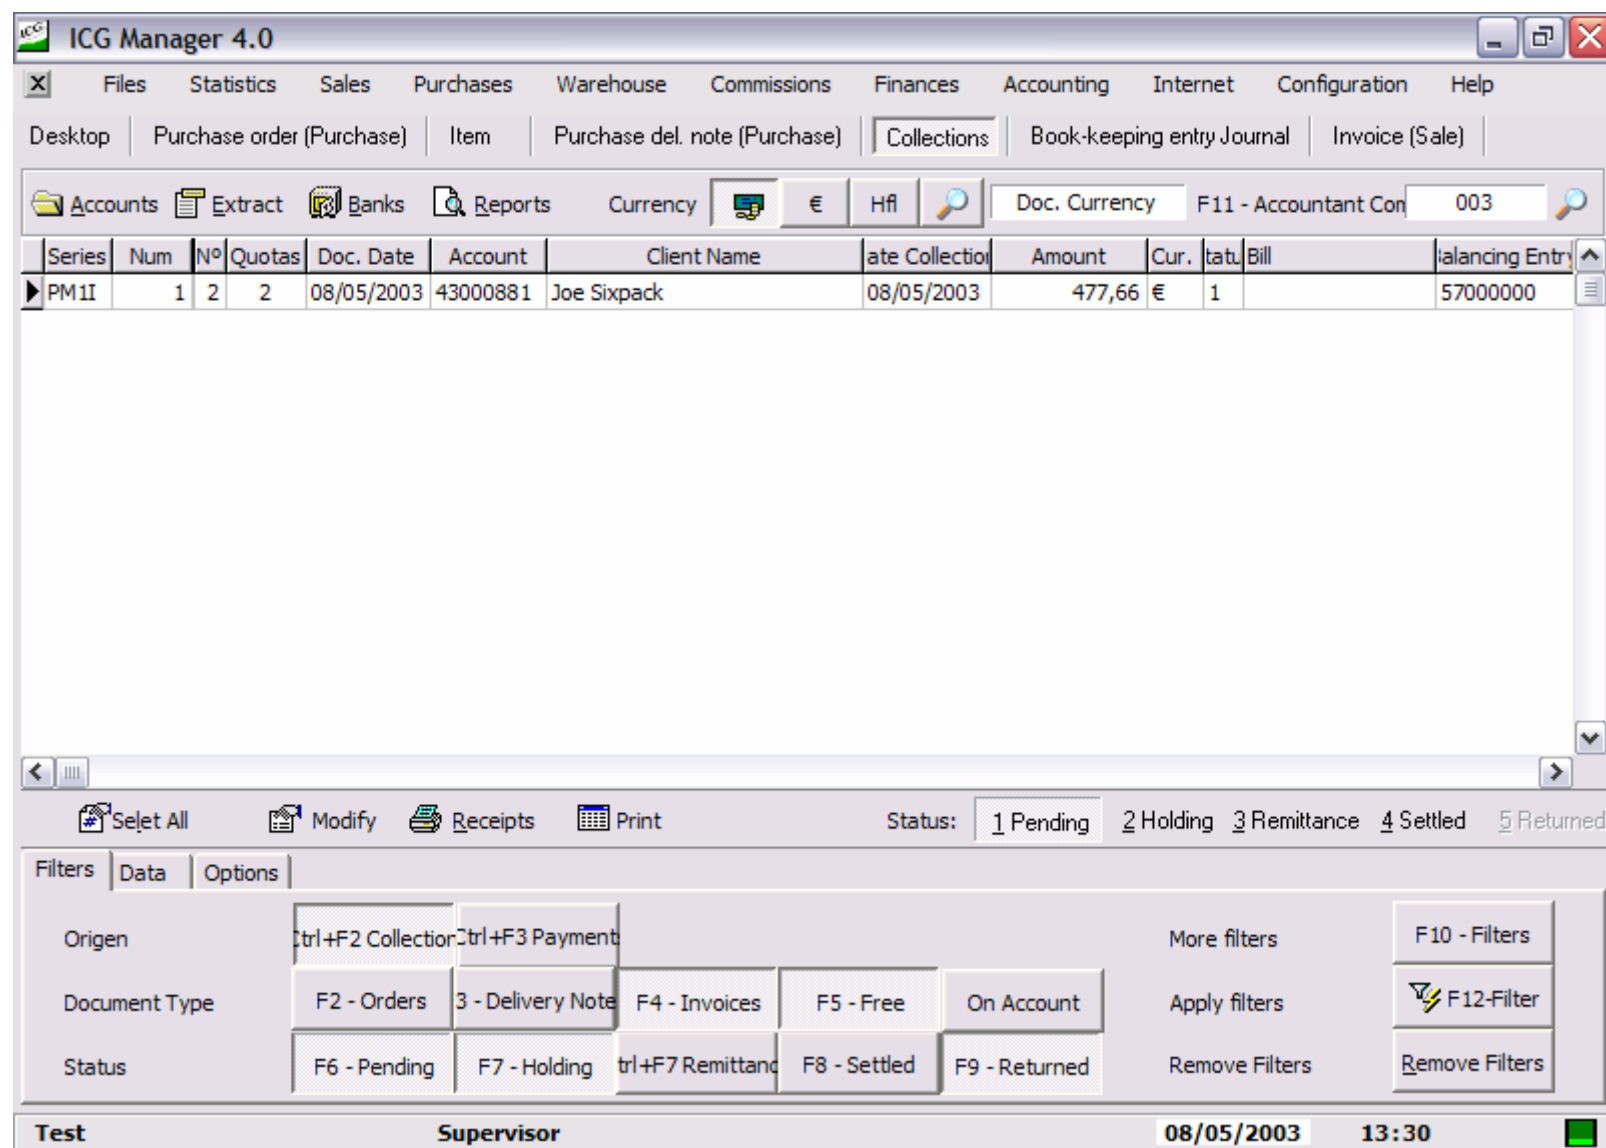 ICG ICG Manager 4.0
X Files Statistics Sales Purchases Warehouse Commissions Finances Accounting Internet Configuration Help
Desktop Purchase order (Purchase) Item Purchase del. note (Purchase) Collections Book-keeping entry Journal Invoice (Sale)
Accounts Extract Banks Reports Currency € Hfl Doc. Currency F11 - Accountant Con 003
Series Num Nº Quotas Doc. Date Account Client Name ate Collection Amount Cur. tatu Bill alancing Entry
PM1I 1 2 2 08/05/2003 43000881 Joe Sixpack 08/05/2003 477,66 € 1 57000000
Selet All Modify Receipts Print Status: 1 Pending 2 Holding 3 Remittance 4 Settled 5 Returned
Filters Data Options
Origen trl+F2 Collection Ctrl+F3 Payment More filters F10 - Filters
Document Type F2 - Orders 3 - Delivery Note F4 - Invoices F5 - Free On Account Apply filters F12-Filter
Status F6 - Pending F7 - Holding trl+F7 Remittanc F8 - Settled F9 - Returned Remove Filters Remove Filters
Test Supervisor 08/05/2003 13:30